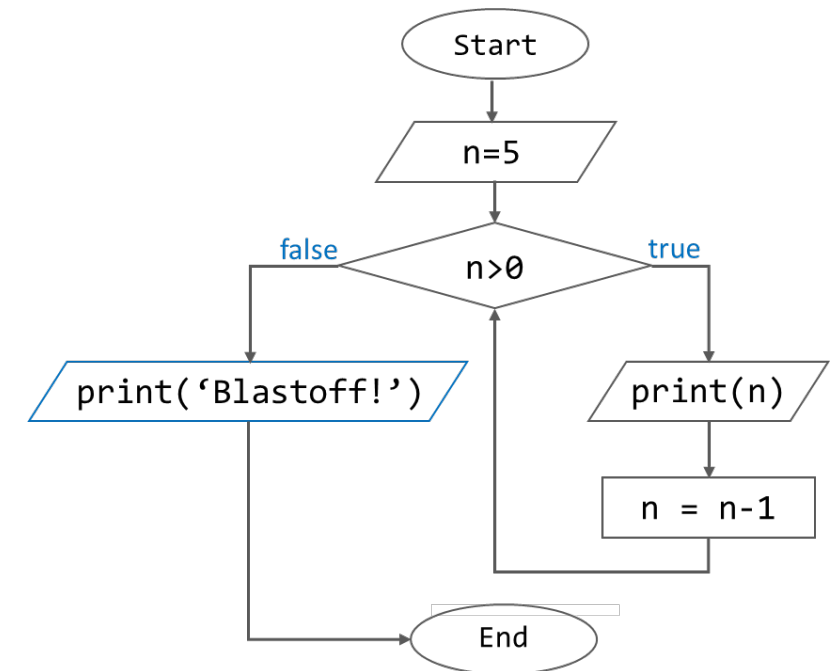 Start
n=5
false
true
n>0
print(‘Blastoff!’)
print(n)
n = n-1
End